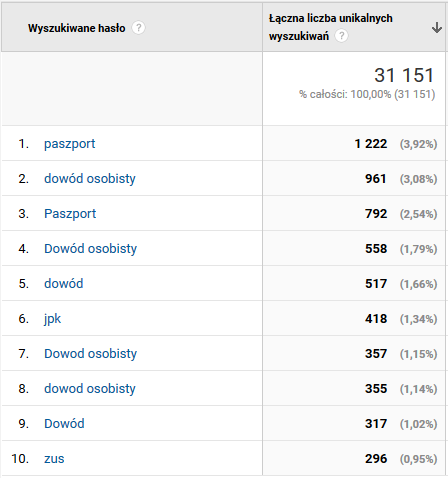 Wyszukiwane hasło ?
Łączna liczba unikalnych
wyszukiwań ?
31 151
% całości: 100,00% (31 151)
1. paszport 1 222 (3,92%)
2. dowód osobisty 961 (3,08%)
3. Paszport 792 (2,54%)
4. Dowód osobisty 558 (1,79%)
5. dowód 517 (1,66%)
6. jpk 418 (1,34%)
7. Dowod osobisty 357 (1,15%)
8. dowod osobisty 355 (1,14%)
9. Dowód 317 (1,02%)
10. zus 296 (0,95%)